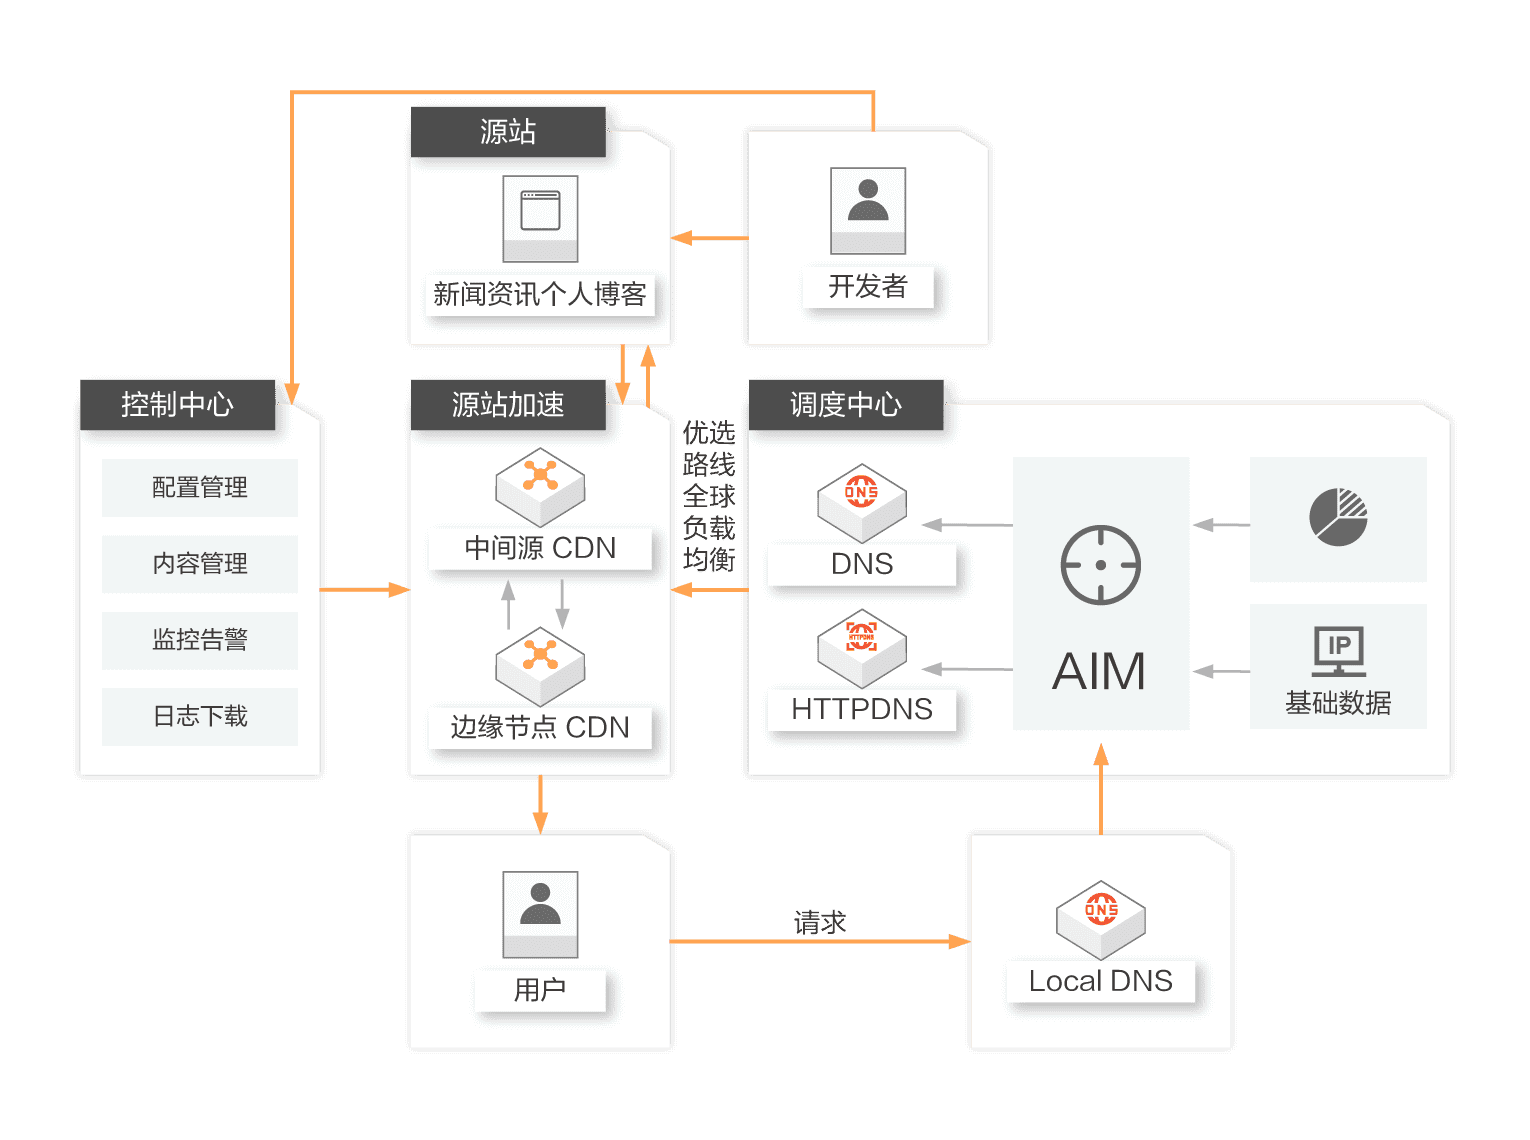 源站
新闻资讯个人博客
开发者
控制中心
配置管理
内容管理
监控告警
日志下载
源站加速
中间源 CDN
边缘节点 CDN
优选
路线
全球
负载
均衡
调度中心
DNS
DNS
HTTPDNS
HTTPDNS
AIM
IP
基础数据
用户
请求
DNS
Local DNS